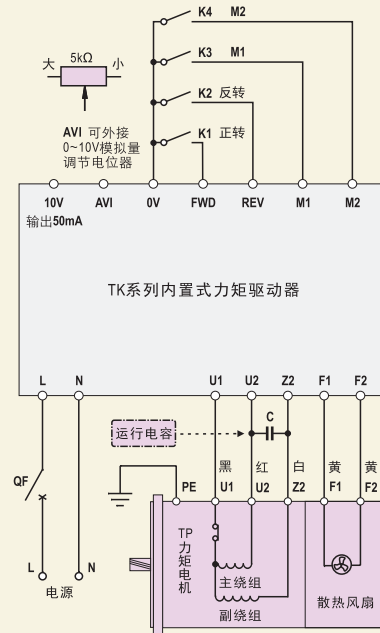 K4 M2
大 5kΩ 小
K3 M1
K2 反转
AVI 可外接
0~10V模拟量
调节电位器
K1 正转
10V AVI 0V FWD REV M1 M2
输出50mA
TK系列内置式力矩驱动器
L N U1 U2 Z2 F1 F2
运行电容
C
黑 红 白 黄 黄
QF
PE U1 U2 Z2 F1 F2
TP
力矩电机
主绕组
L N
电源
副绕组
散热风扇